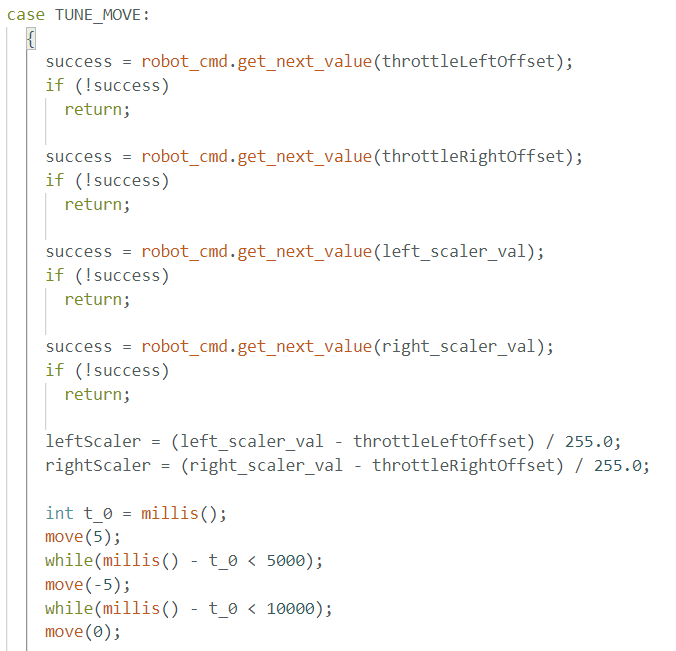 case TUNE_MOVE:
{
success = robot_cmd.get_next_value(throttleLeftOffset);
if (!success)
return;
success = robot_cmd.get_next_value(throttleRightOffset);
if (!success)
return;
success = robot_cmd.get_next_value(left_scaler_val);
if (!success)
return;
success = robot_cmd.get_next_value(right_scaler_val);
if (!success)
return;
leftScaler = (left_scaler_val - throttleLeftOffset) / 255.0;
rightScaler = (right_scaler_val - throttleRightOffset) / 255.0;
int t_0 = millis();
move(5);
while(millis() - t_0 < 5000);
move(-5);
while(millis() - t_0 < 10000);
move(0);